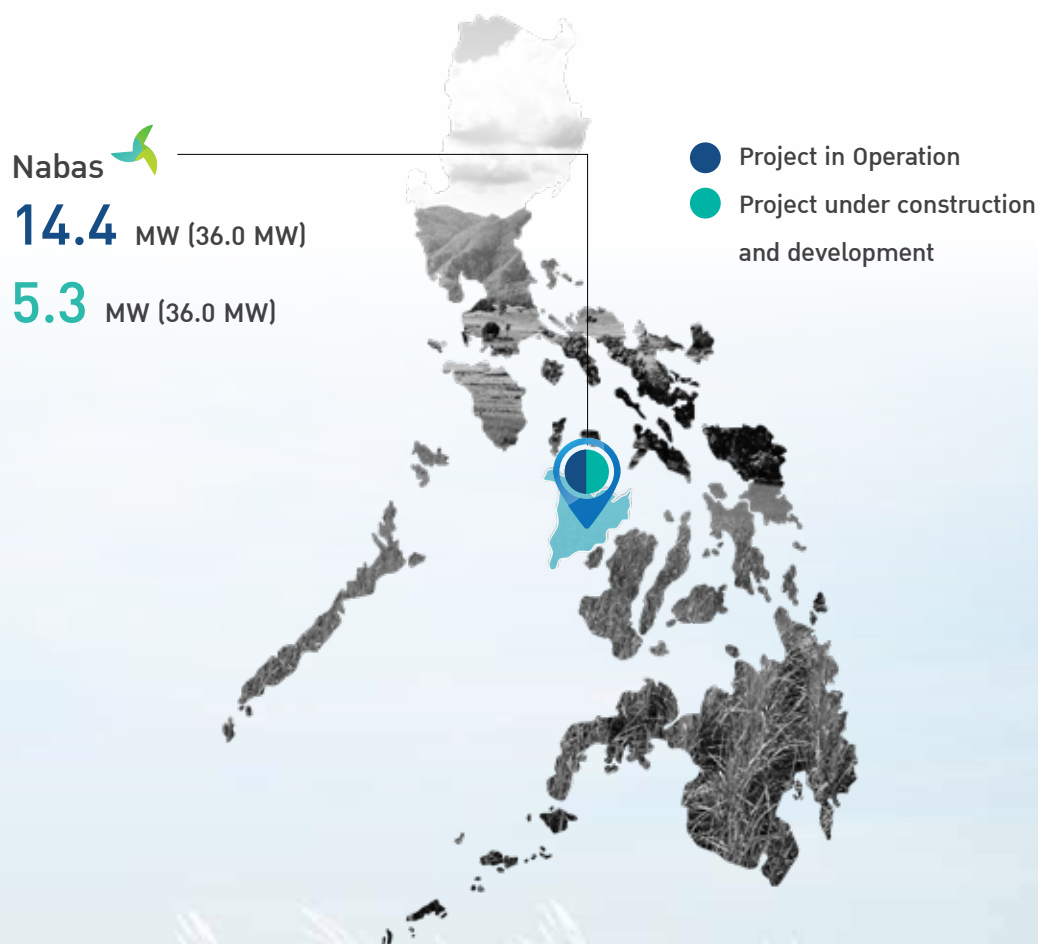 Nabas
14.4 MW (36.0 MW)
5.3 MW (36.0 MW)
Project in Operation
Project under construction
and development